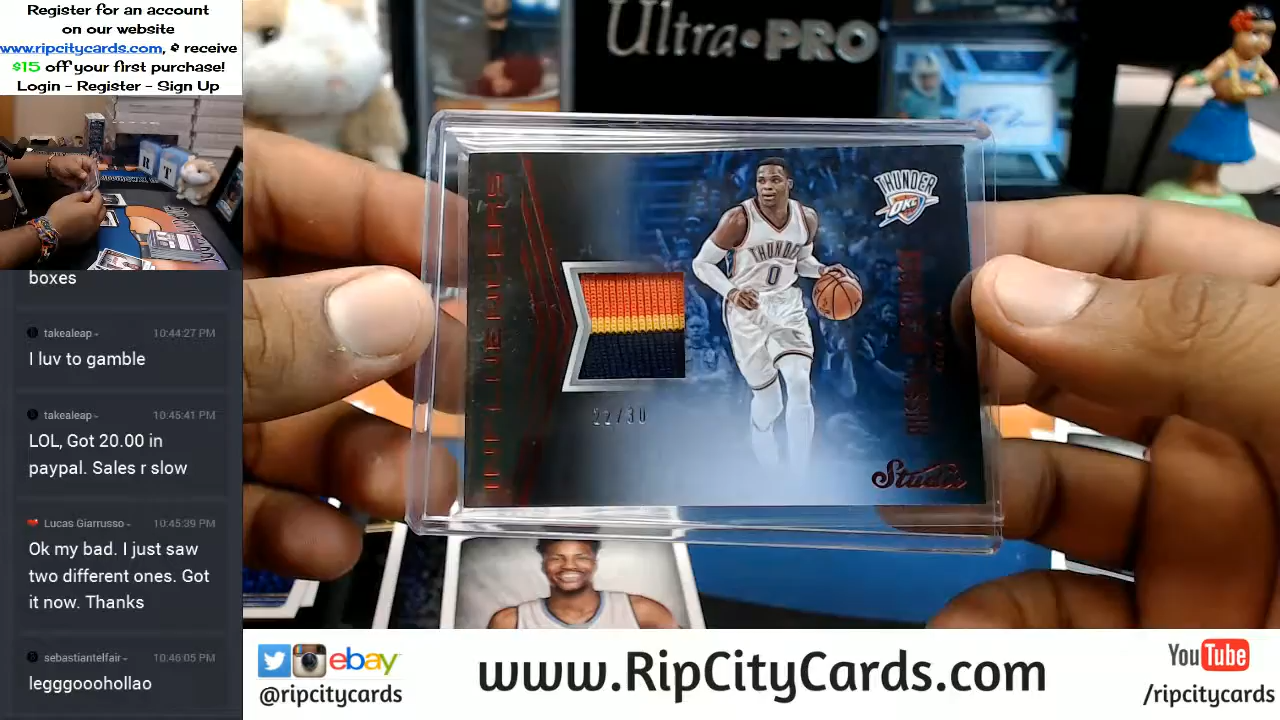 Register for an account
on our website
www.ripcitycards.com, & receive
$15 off your first purchase!
Login - Register - Sign Up
boxes
takealeap
10:44:27 PM
I luv to gamble
takealeap
10:45:41 PM
LOL, Got 20.00 in
paypal. Sales r slow
Lucas Giarrusso
10:45:39 PM
Ok my bad. I just saw
two different ones. Got
it now. Thanks
sebastiantelfair
10:46:05 PM
legggooohollao
Ultra•PRO
THUNDER
OKC
THUNDER
0
22/30
Studio
@ripcitycards
ebay
www.RipCityCards.com
YouTube
/ripcitycards